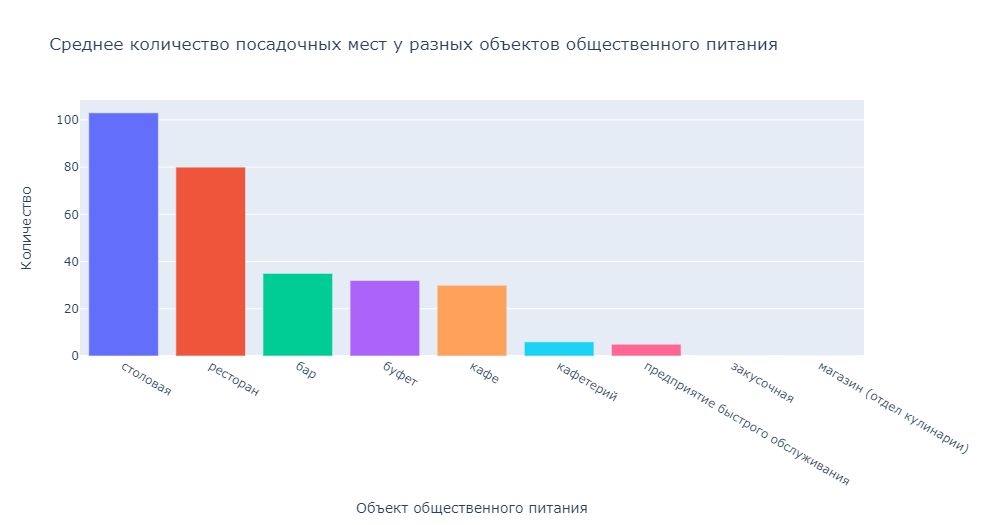 Среднее количество посадочных мест у разных объектов общественного питания
Количество
100
80
60
40
20
0
столовая
ресторан
бар
буфет
кафе
кафетерий
предприятие быстрого обслуживания
закусочная
магазин (отдел кулинарии)
Объект общественного питания